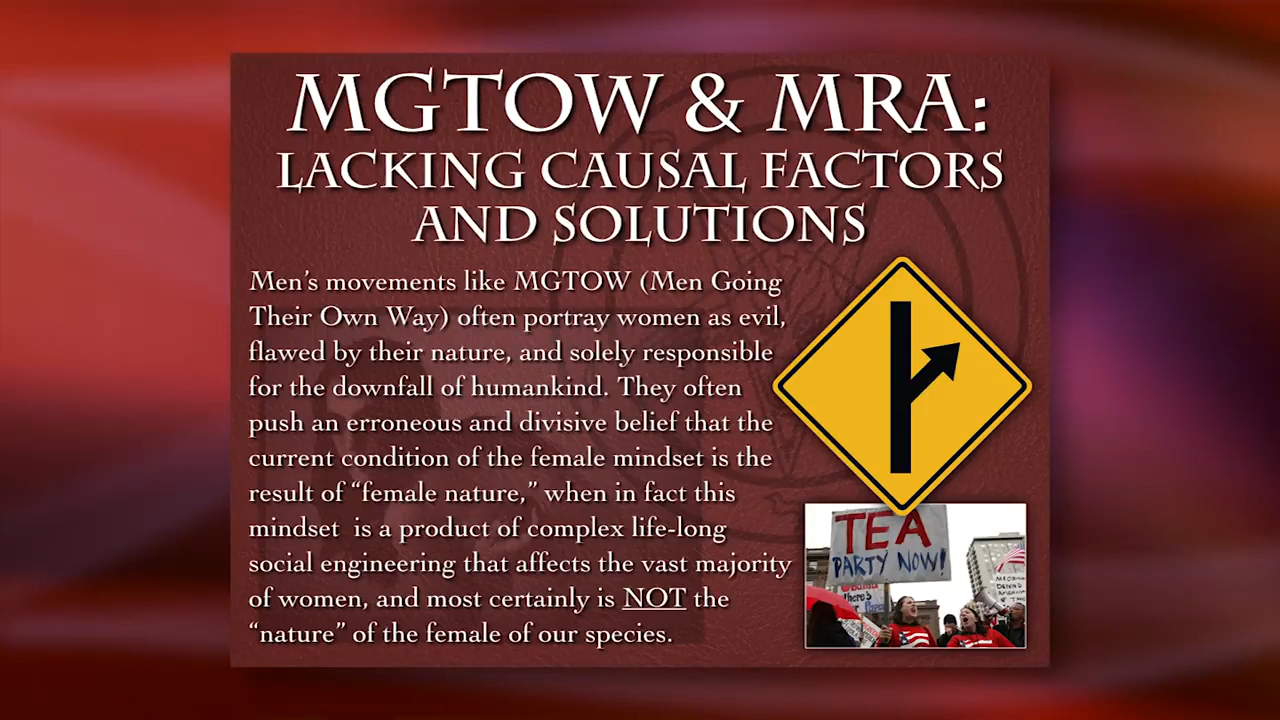 MGTOW & MRA:
LACKING CAUSAL FACTORS
AND SOLUTIONS
Men's movements like MGTOW (Men Going
Their Own Way) often portray women as evil,
flawed by their nature, and solely responsible
for the downfall of humankind. They often
push an erroneous and divisive belief that the
current condition of the female mindset is the
result of “female nature,” when in fact this
mindset is a product of complex life-long
social engineering that affects the vast majority
of women, and most certainly is NOT the
“nature” of the female of our species.
TEA
PARTY NOW!